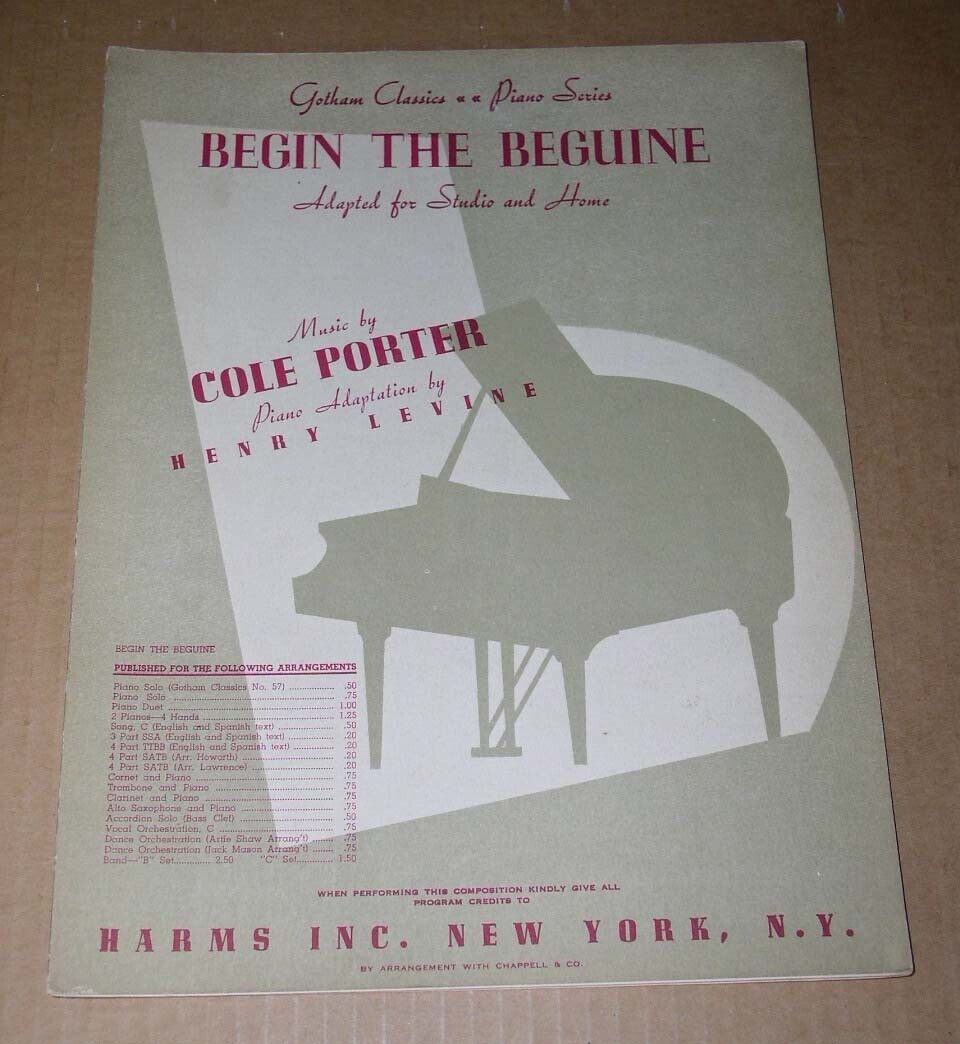 Gotham Classics « « Piano Series
BEGIN THE BEGUINE
Adapted for Studio and Home
Music by
COLE PORTER
Piano Adaptation by
HENRY LEVINE
BEGIN THE BEGUINE
PUBLISHED FOR THE FOLLOWING ARRANGEMENTS
Piano Solo (Gotham Classics No. 57) .50
Piano Solo .75
Piano Duet 1.00
2 Pianos—4 Hands 1.25
Song, C (English and Spanish text) .50
3 Part SSA (English and Spanish text) .20
4 Part TTBB (English and Spanish text) .20
4 Part SATB (Arr. Howorth) .20
4 Part SATB (Arr. Lawrence) .20
Cornet and Piano .75
Trombone and Piano .75
Clarinet and Piano .75
Alto Saxophone and Piano .75
Accordion Solo (Bass Clef) .50
Vocal Orchestration, C .75
Dance Orchestration (Artie Shaw Arrang't) .75
Dance Orchestration (Jack Mason Arrang't) .75
Band—"B" Set 2.50 "C" Set 1.50
WHEN PERFORMING THIS COMPOSITION KINDLY GIVE ALL
PROGRAM CREDITS TO
HARMS INC. NEW YORK, N.Y.
BY ARRANGEMENT WITH CHAPPELL & CO.